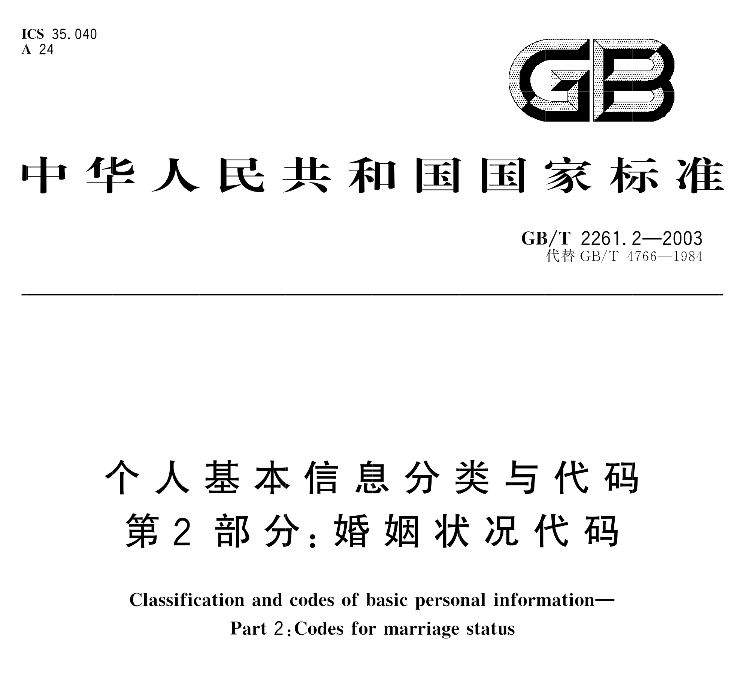 ICS 35.040
A 24
GB
中华人民共和国国家标准
GB/T 2261.2—2003
代替 GB/T 4766—1984
个人基本信息分类与代码
第2部分:婚姻状况代码
Classification and codes of basic personal information—
Part 2:Codes for marriage status